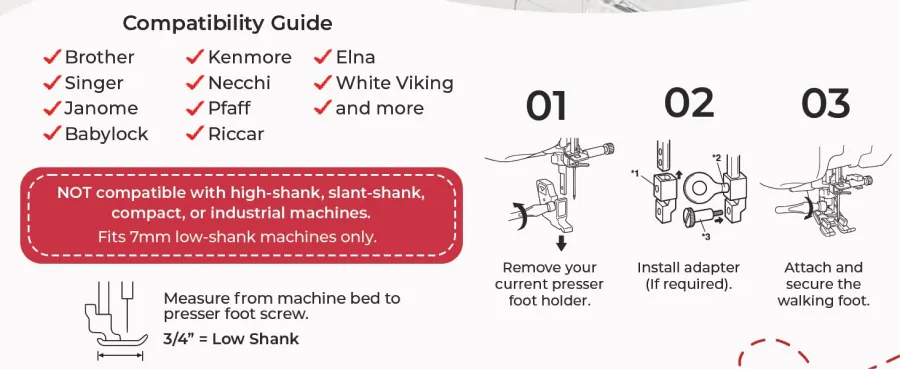 Compatibility Guide
✓ Brother
✓ Singer
✓ Janome
✓ Babylock
✓ Kenmore
✓ Necchi
✓ Pfaff
✓ Riccar
✓ Elna
✓ White Viking
✓ and more
NOT compatible with high-shank, slant-shank,
compact, or industrial machines.
Fits 7mm low-shank machines only.
Measure from machine bed to
presser foot screw.
3/4” = Low Shank
01
Remove your
current presser
foot holder.
02
*1
*2
*3
Install adapter
(If required).
03
Attach and
secure the
walking foot.